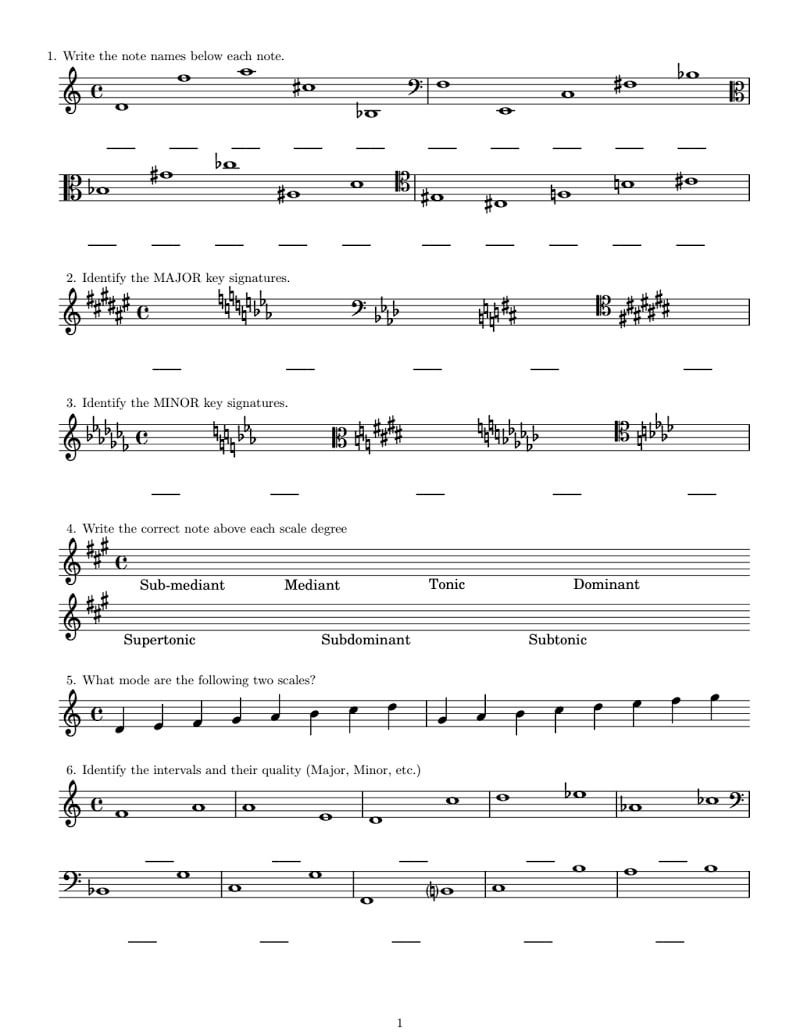 1. Write the note names below each note.
2. Identify the MAJOR key signatures.
3. Identify the MINOR key signatures.
4. Write the correct note above each scale degree
Sub-mediant Mediant Tonic Dominant
Supertonic Subdominant Subtonic
5. What mode are the following two scales?
6. Identify the intervals and their quality (Major, Minor, etc.)
1